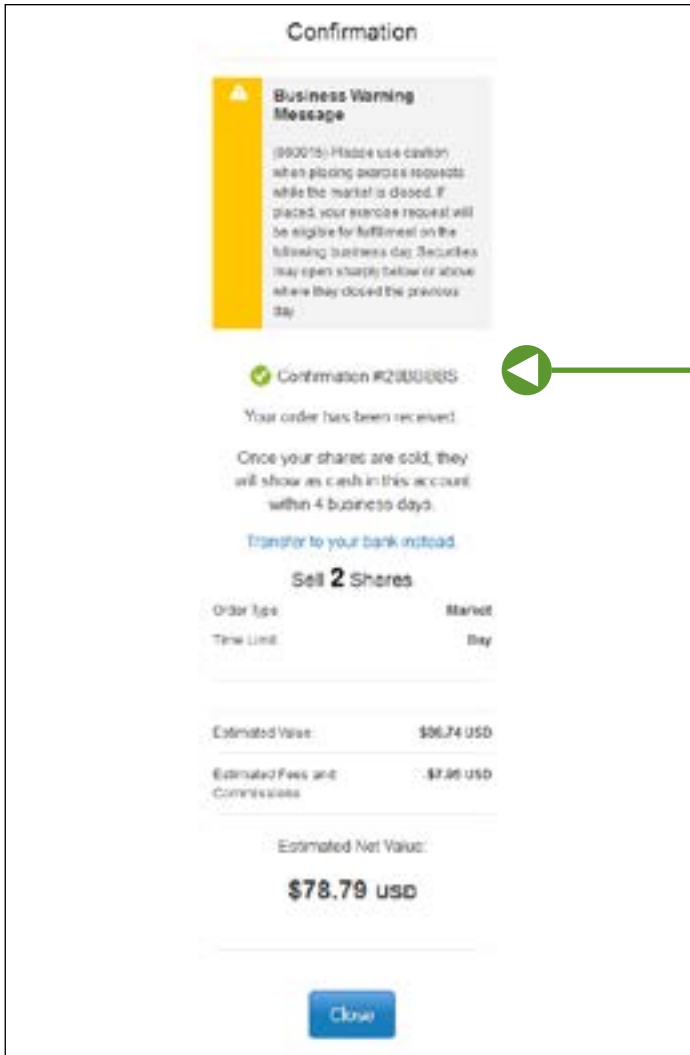 Confirmation
Business Warning
Message
Please use caution
when placing exercise requests
while the market is closed. If
placed, your exercise request will
be eligible for fulfillment on the
following business day. Securities
may open sharply below or above
where they closed the previous
day.
Confirmation
Your order has been received.
Once your shares are sold, they
will show as cash in this account
within 4 business days.
Transfer to your bank instead.
Sell 2 Shares
Order Type Market
Time Limit Day
Estimated Value: $86.74 USD
Estimated Fees and $7.95 USD
Commissions
Estimated Net Value:
$78.79 USD
Close